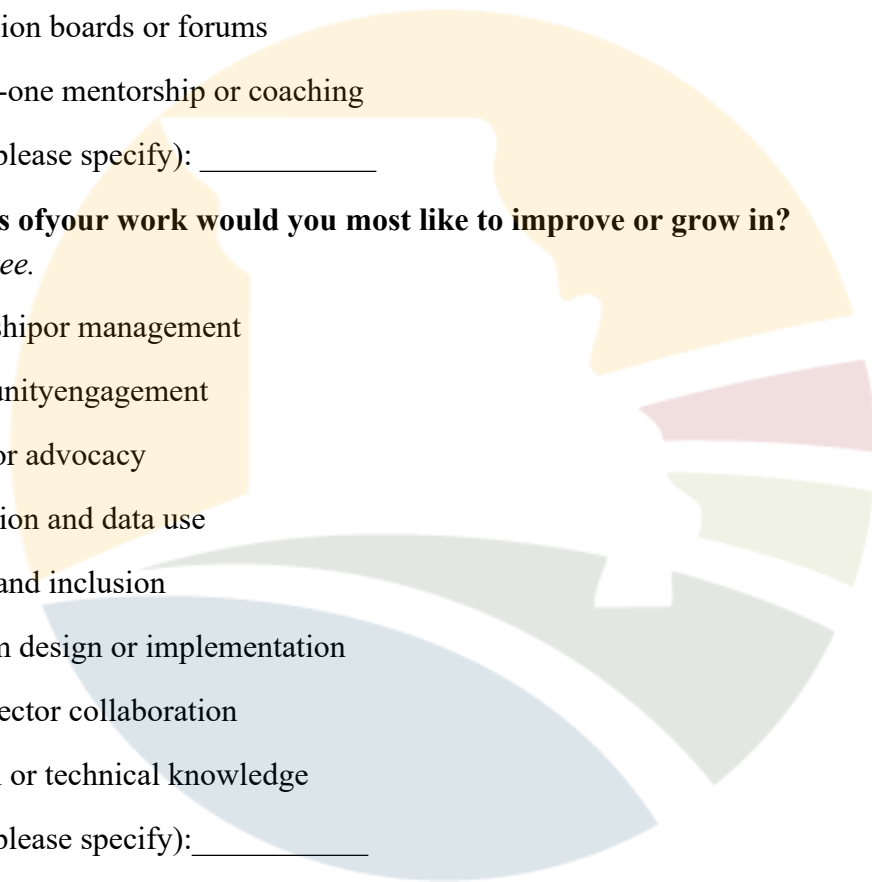 ion boards or forums
-one mentorship or coaching
please specify): ___________
s ofyour work would you most like to improve or grow in?
ee.
hipor management
nityengagement
or advocacy
ion and data use
and inclusion
design or implementation
ector collaboration
or technical knowledge
please specify):___________